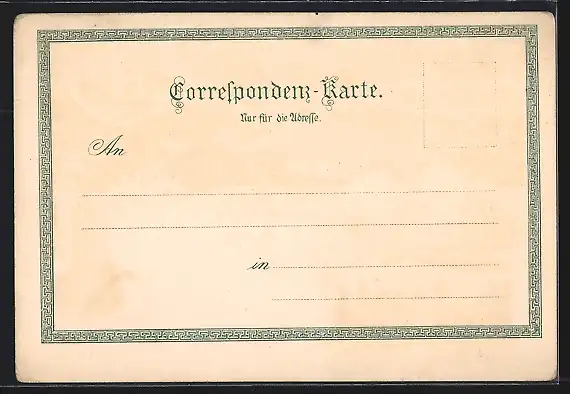 Correſpondenz-Karte.
Nur für die Adreſſe.
An
in